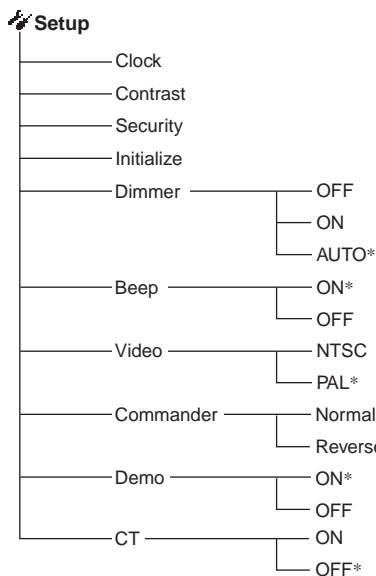 Setup
Clock
Contrast
Security
Initialize
Dimmer
OFF
ON
AUTO*
Beep
ON*
OFF
Video
NTSC
PAL*
Commander
Normal
Reverse
Demo
ON*
OFF
CT
ON
OFF*